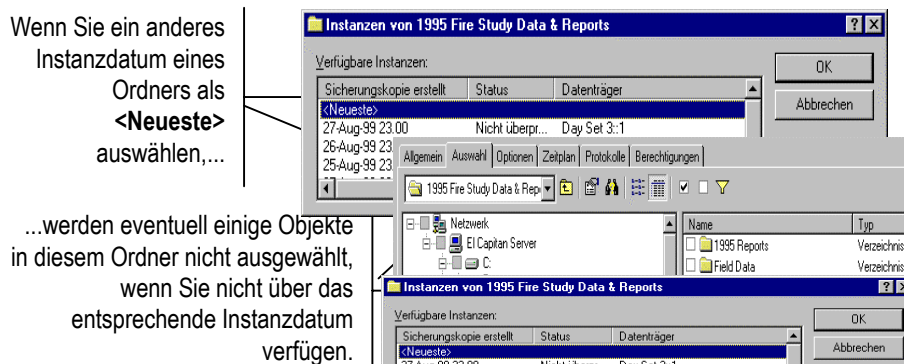 Wenn Sie ein anderes
Instanzdatum eines
Ordners als
<Neueste>
auswählen,...
Instanzen von 1995 Fire Study Data & Reports
Verfügbare Instanzen:
Sicherungskopie erstellt Status Datenträger
<Neueste>
27-Aug-99 23.00 Nicht überpr... Day Set 3::1
26-Aug-99 23
25-Aug-99 23
OK
Abbrechen
Allgemein Auswahl Optionen Zeitplan Protokolle Berechtigungen
1995 Fire Study Data & Rep
Netzwerk
El Capitan Server
C:
Name Typ
1995 Reports Verzeichnis
Field Data Verzeichnis
...werden eventuell einige Objekte
in diesem Ordner nicht ausgewählt,
wenn Sie nicht über das
entsprechende Instanzdatum
verfügen.
Instanzen von 1995 Fire Study Data & Reports
Verfügbare Instanzen:
Sicherungskopie erstellt Status Datenträger
<Neueste>
OK
Abbrechen